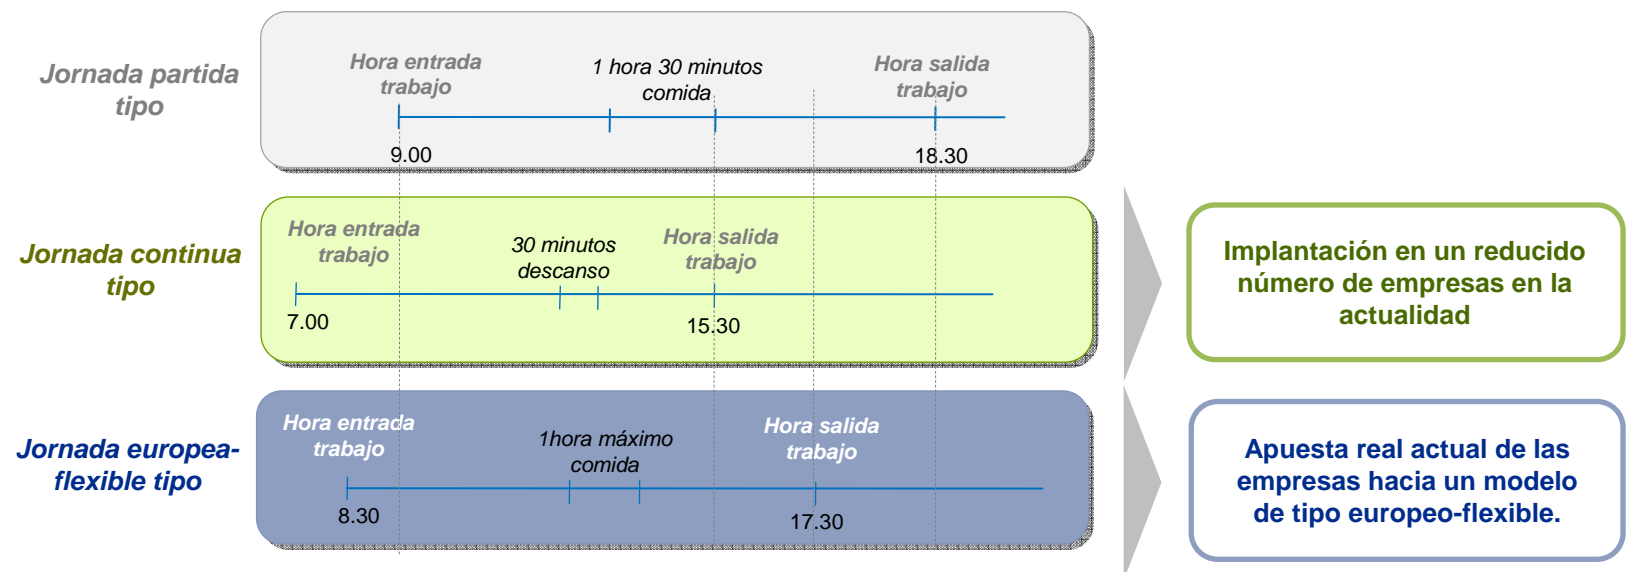 Jornada partida
tipo
Hora entrada
trabajo
1 hora 30 minutos
comida
Hora salida
trabajo
9.00
18.30
Jornada continua
tipo
Hora entrada
trabajo
30 minutos
descanso
Hora salida
trabajo
7.00
15.30
Implantación en un reducido
número de empresas en la
actualidad
Jornada europea-
flexible tipo
Hora entrada
trabajo
1hora máximo
comida
Hora salida
trabajo
8.30
17.30
Apuesta real actual de las
empresas hacia un modelo
de tipo europeo-flexible.